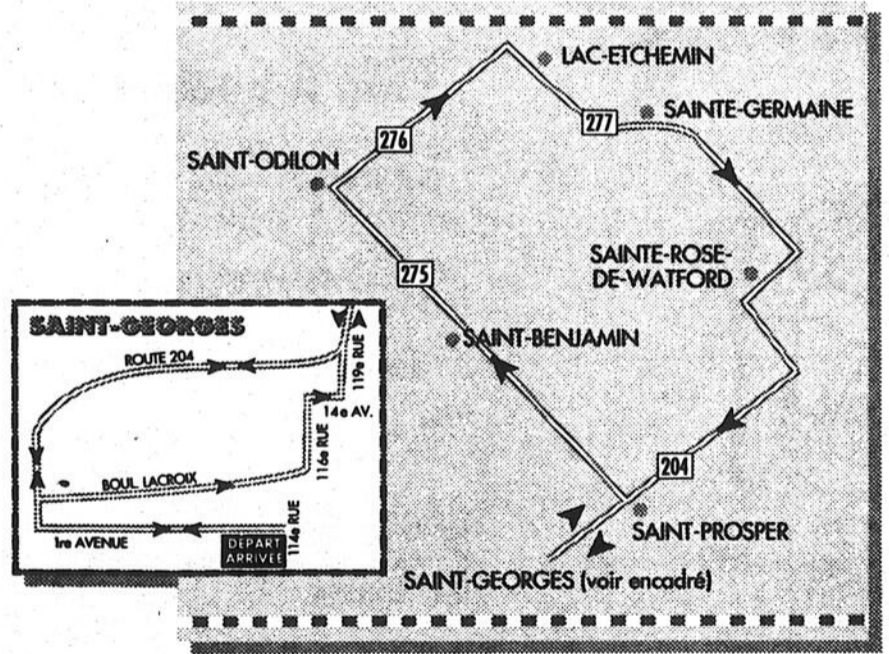 LAC-ETCHEMIN
277
SAINTE-GERMAINE
276
SAINT-ODILON
SAINTE-ROSE-
DE-WATFORD
275
SAINT-BENJAMIN
204
SAINT-PROSPER
SAINT-GEORGES (voir encadré)
SAINT-GEORGES
ROUTE 204
119e RUE
14e AV.
116e RUE
BOUL. LACROIX
1re AVENUE
114e RUE
DÉPART
ARRIVÉE